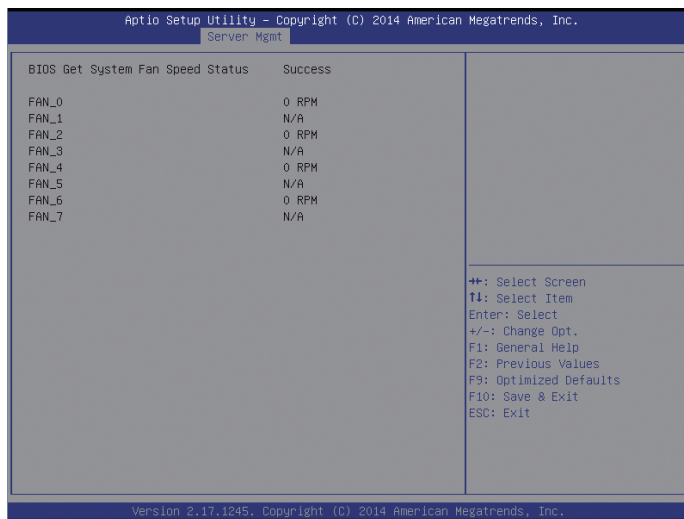 Aptio Setup Utility – Copyright (C) 2014 American Megatrends, Inc.
Server Mgmt
BIOS Get System Fan Speed Status Success
FAN_0 0 RPM
FAN_1 N/A
FAN_2 0 RPM
FAN_3 N/A
FAN_4 0 RPM
FAN_5 N/A
FAN_6 0 RPM
FAN_7 N/A
→←: Select Screen
↑↓: Select Item
Enter: Select
+/-: Change Opt.
F1: General Help
F2: Previous Values
F9: Optimized Defaults
F10: Save & Exit
ESC: Exit
Version 2.17.1245. Copyright (C) 2014 American Megatrends, Inc.